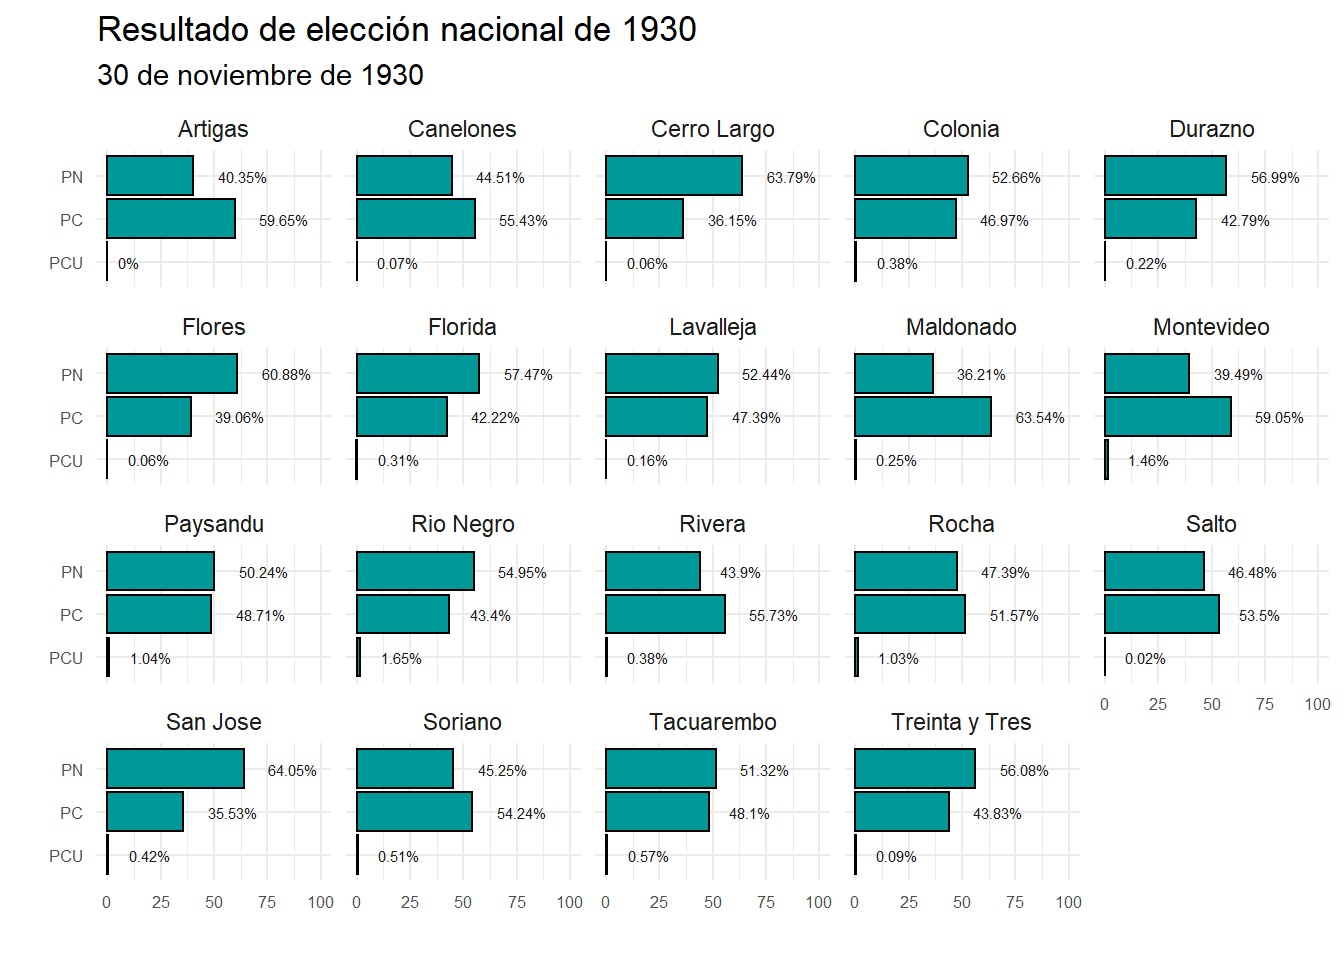 Resultado de elección nacional de 1930
30 de noviembre de 1930
Artigas Canelones Cerro Largo Colonia Durazno
PN 40.35% 44.51% 63.79% 52.66% 56.99%
PC 59.65% 55.43% 36.15% 46.97% 42.79%
PCU 0% 0.07% 0.06% 0.38% 0.22%
Flores Florida Lavalleja Maldonado Montevideo
PN 60.88% 57.47% 52.44% 36.21% 39.49%
PC 39.06% 42.22% 47.39% 63.54% 59.05%
PCU 0.06% 0.31% 0.16% 0.25% 1.46%
Paysandu Rio Negro Rivera Rocha Salto
PN 50.24% 54.95% 43.9% 47.39% 46.48%
PC 48.71% 43.4% 55.73% 51.57% 53.5%
PCU 1.04% 1.65% 0.38% 1.03% 0.02%
0 25 50 75 100
San Jose Soriano Tacuarembo Treinta y Tres
PN 64.05% 45.25% 51.32% 56.08%
PC 35.53% 54.24% 48.1% 43.83%
PCU 0.42% 0.51% 0.57% 0.09%
0 25 50 75 100 0 25 50 75 100 0 25 50 75 100 0 25 50 75 100